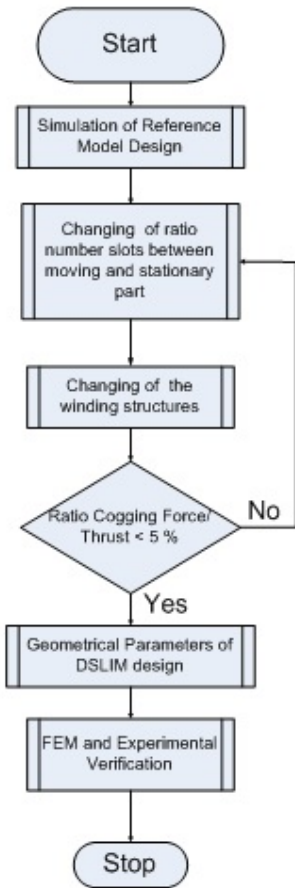 Start
Simulation of Reference
Model Design
Changing of ratio
number slots between
moving and stationary
part
Changing of the
winding structures
Ratio Cogging Force/
Thrust < 5 %
No
Yes
Geometrical Parameters of
DSLIM design
FEM and Experimental
Verification
Stop